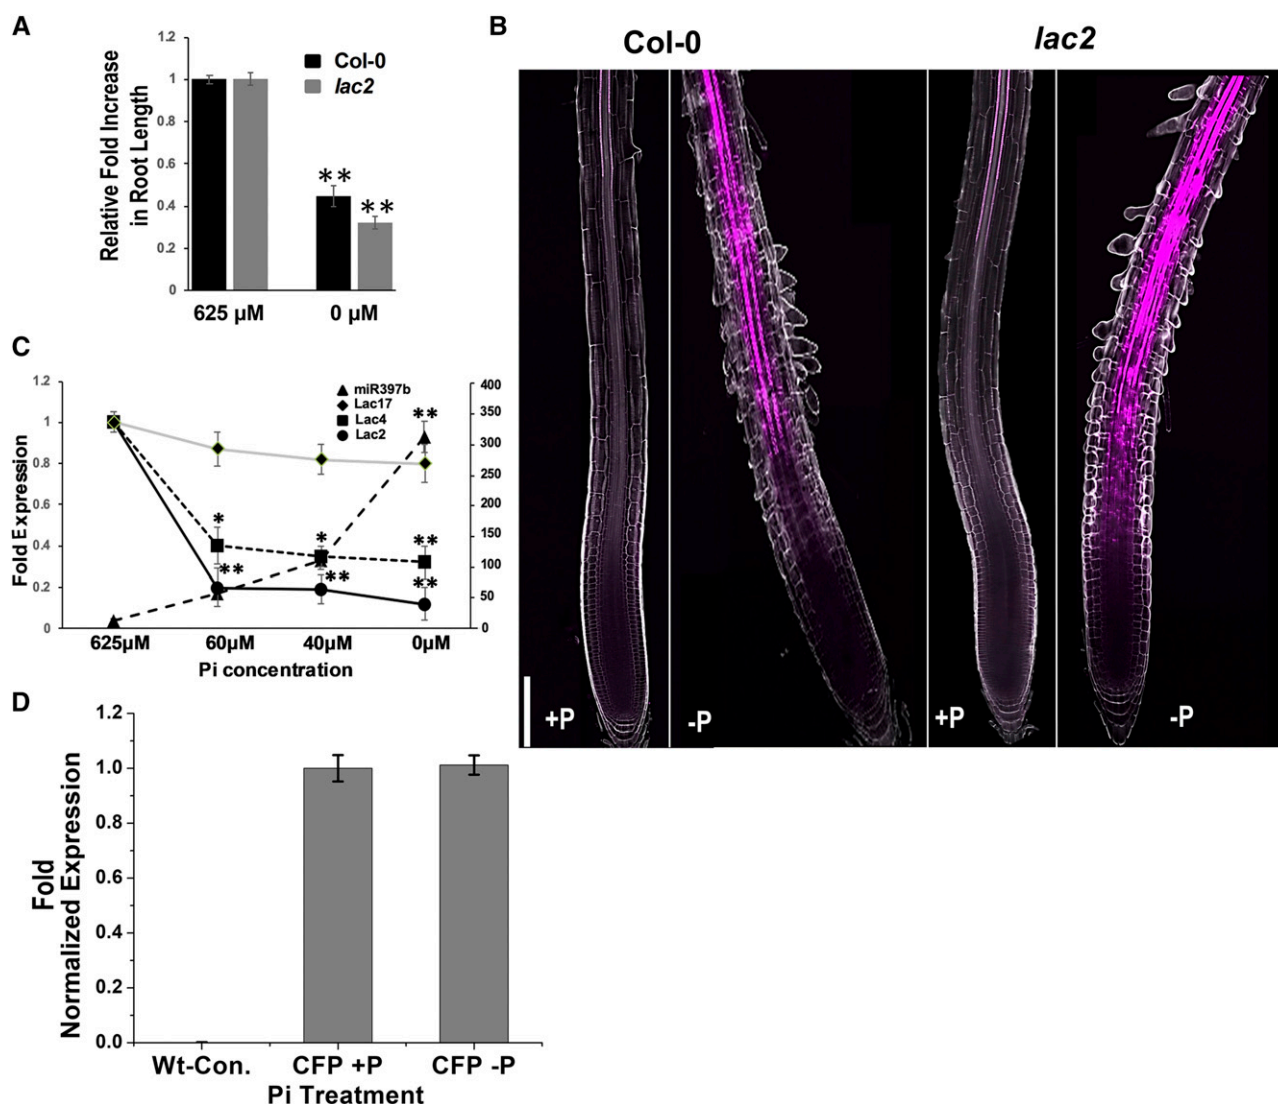 A
Relative Fold Increase
in Root Length
1.2
1
0.8
0.6
0.4
0.2
0
Col-0
lac2
**
**
625 µM
0 µM
B
Col-0
lac2
+P
-P
+P
-P
C
Fold Expression
1.2
1
0.8
0.6
0.4
0.2
0
miR397b
Lac17
Lac4
Lac2
400
350
300
250
200
150
100
50
0
**
*
*
**
**
**
**
625µM
60µM
40µM
0µM
Pi concentration
D
Fold
Normalized Expression
1.2
1.0
0.8
0.6
0.4
0.2
0.0
Wt-Con.
CFP +P
CFP -P
Pi Treatment